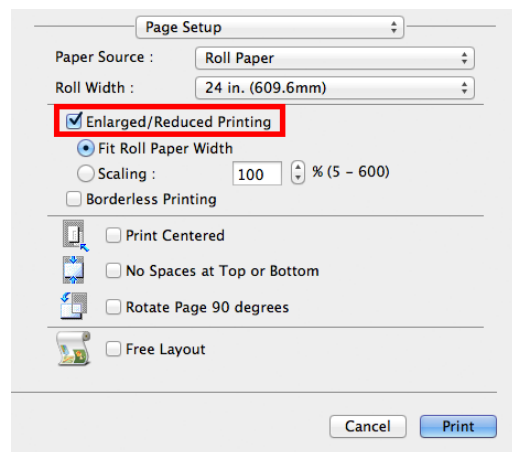 Page Setup
Paper Source : Roll Paper
Roll Width : 24 in. (609.6mm)
Enlarged/Reduced Printing
Fit Roll Paper Width
Scaling : 100 % (5 – 600)
Borderless Printing
Print Centered
No Spaces at Top or Bottom
Rotate Page 90 degrees
Free Layout
Cancel Print